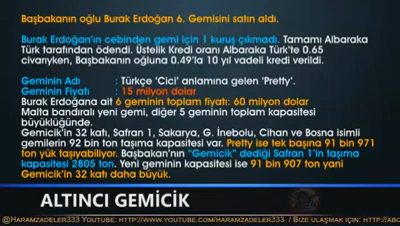 Başbakanın oğlu Burak Erdoğan 6. Gemisini satın aldı.
Burak Erdoğan'ın cebinden gemi için 1 kuruş çıkmadı. Tamamı Albaraka
Türk tarafından ödendi. Üstelik Kredi oranı Albaraka Türk'te 0.65
civarıyken, Başbakanın oğluna 0.49'la 10 yıl vadeli kredi verildi.
Geminin Adı : Türkçe 'Cici' anlamına gelen 'Pretty'.
Geminin Fiyatı : 15 milyon dolar
Burak Erdoğana ait 6 geminin toplam fiyatı: 60 milyon dolar
Malta bandıralı yeni gemi, diğer 5 geminin toplam kapasitesi
büyüklüğünde.
Gemicik'in 32 katı, Safran 1, Sakarya, G. İnebolu, Cihan ve Bosna isimli
gemilerin 92 bin ton taşıma kapasitesi var. Pretty ise tek başına 91 bin 971
ton yük taşıyabiliyor. Başbakan'nın "Gemicik" dediği Safran 1'in taşıma
kapasitesi 2805 ton. Yeni geminin kapasitesi ise 91 bin 907 ton yani
Gemicik'in 32 katı daha büyük.
ALTINCI GEMİCİK
@HARAMZADELER333 YOUTUBE: HTTP://WWW.YOUTUBE.COM/HARAMZADELER333 / BİZE ULAŞMAK İÇİN: HTTP://ABC